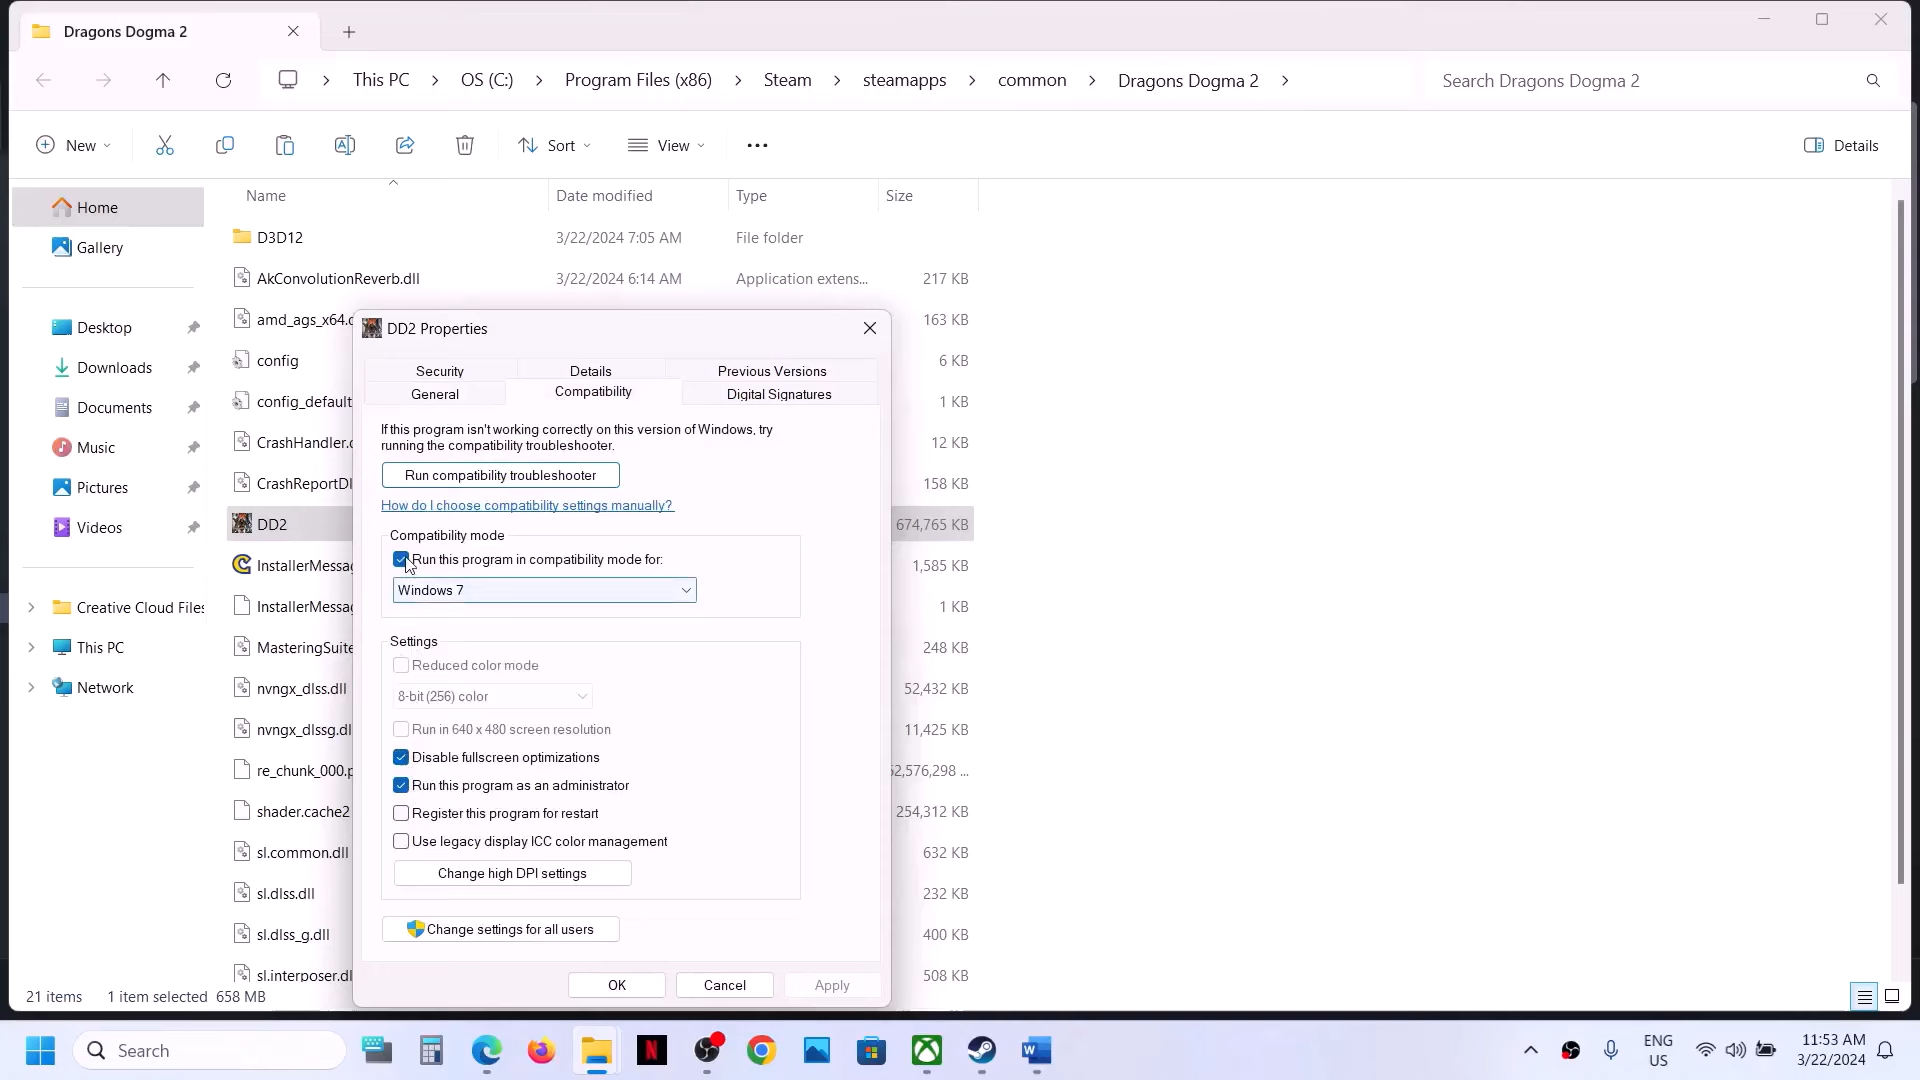 Dragons Dogma 2
This PC > OS (C:) > Program Files (x86) > Steam > steamapps > common > Dragons Dogma 2 >
Search Dragons Dogma 2
New
Sort
View
Details
Home
Gallery
Desktop
Downloads
Documents
Music
Pictures
Videos
Creative Cloud Files
This PC
Network
Name Date modified Type Size
D3D12 3/22/2024 7:05 AM File folder
AkConvolutionReverb.dll 3/22/2024 6:14 AM Application extens... 217 KB
amd_ags_x64.d 163 KB
config 6 KB
config_default 1 KB
CrashHandler.c 12 KB
CrashReportDl 158 KB
DD2 674,765 KB
InstallerMessa 1,585 KB
InstallerMessa 1 KB
MasteringSuite 248 KB
nvngx_dlss.dll 52,432 KB
nvngx_dlssg.dl 11,425 KB
re_chunk_000.p 52,576,298 ...
shader.cache2 254,312 KB
sl.common.dll 632 KB
sl.dlss.dll 232 KB
sl.dlss_g.dll 400 KB
sl.interposer.dl 508 KB
DD2 Properties
Security Details Previous Versions
General Compatibility Digital Signatures
If this program isn't working correctly on this version of Windows, try
running the compatibility troubleshooter.
Run compatibility troubleshooter
How do I choose compatibility settings manually?
Compatibility mode
Run this program in compatibility mode for:
Windows 7
Settings
Reduced color mode
8-bit (256) color
Run in 640 x 480 screen resolution
Disable fullscreen optimizations
Run this program as an administrator
Register this program for restart
Use legacy display ICC color management
Change high DPI settings
Change settings for all users
OK Cancel Apply
21 items 1 item selected 658 MB
Search
ENG
US
11:53 AM
3/22/2024